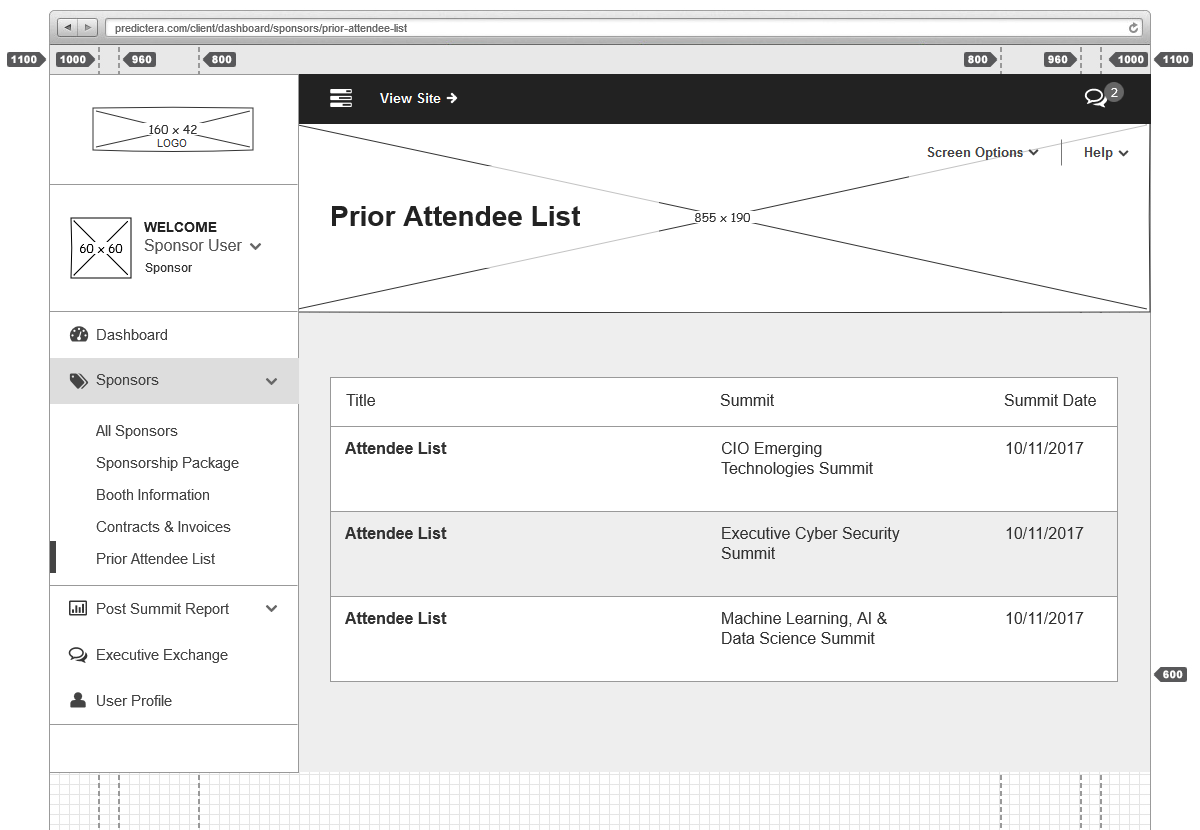 predictera.com/client/dashboard/sponsors/prior-attendee-list
1100 1000 960 800 800 960 1000 1100
160 x 42
LOGO
View Site
2
Screen Options
Help
Prior Attendee List
855 x 190
60 x 60
WELCOME
Sponsor User
Sponsor
Dashboard
Sponsors
All Sponsors
Sponsorship Package
Booth Information
Contracts & Invoices
Prior Attendee List
Post Summit Report
Executive Exchange
User Profile
Title Summit Summit Date
Attendee List CIO Emerging 10/11/2017
Technologies Summit
Attendee List Executive Cyber Security 10/11/2017
Summit
Attendee List Machine Learning, AI & 10/11/2017
Data Science Summit
600